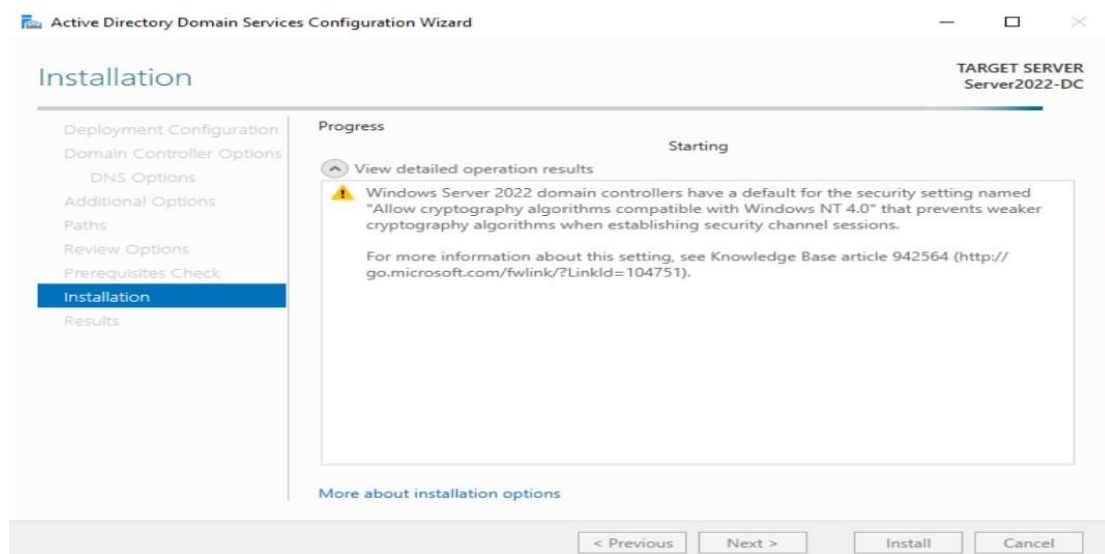 Active Directory Domain Services Configuration Wizard
Installation
TARGET SERVER
Server2022-DC
Deployment Configuration
Domain Controller Options
DNS Options
Additional Options
Paths
Review Options
Prerequisites Check
Installation
Results
Progress
Starting
View detailed operation results
Windows Server 2022 domain controllers have a default for the security setting named
"Allow cryptography algorithms compatible with Windows NT 4.0" that prevents weaker
cryptography algorithms when establishing security channel sessions.
For more information about this setting, see Knowledge Base article 942564 (http://
go.microsoft.com/fwlink/?LinkId=104751).
More about installation options
< Previous
Next >
Install
Cancel